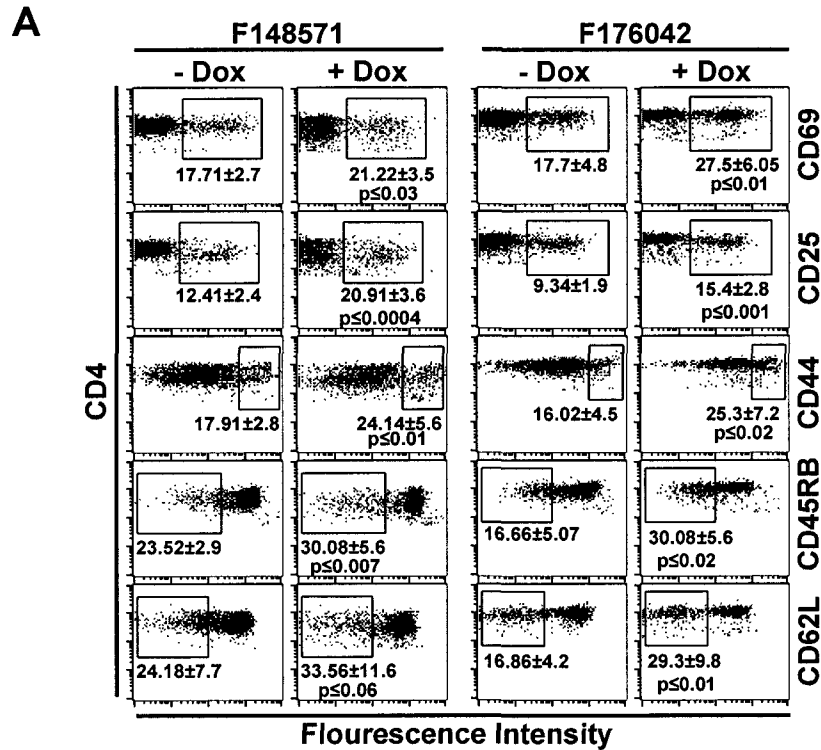 A
F148571 F176042
- Dox + Dox - Dox + Dox
17.71±2.7 21.22±3.5 17.7±4.8 27.5±6.05 CD69
p≤0.03 p≤0.01
12.41±2.4 20.91±3.6 9.34±1.9 15.4±2.8 CD25
p≤0.0004 p≤0.001
CD4
17.91±2.8 24.14±5.6 16.02±4.5 25.3±7.2 CD44
p≤0.01 p≤0.02
23.52±2.9 30.08±5.6 16.66±5.07 30.08±5.6 CD45RB
p≤0.007 p≤0.02
24.18±7.7 33.56±11.6 16.86±4.2 29.3±9.8 CD62L
p≤0.06 p≤0.01
Flourescence Intensity